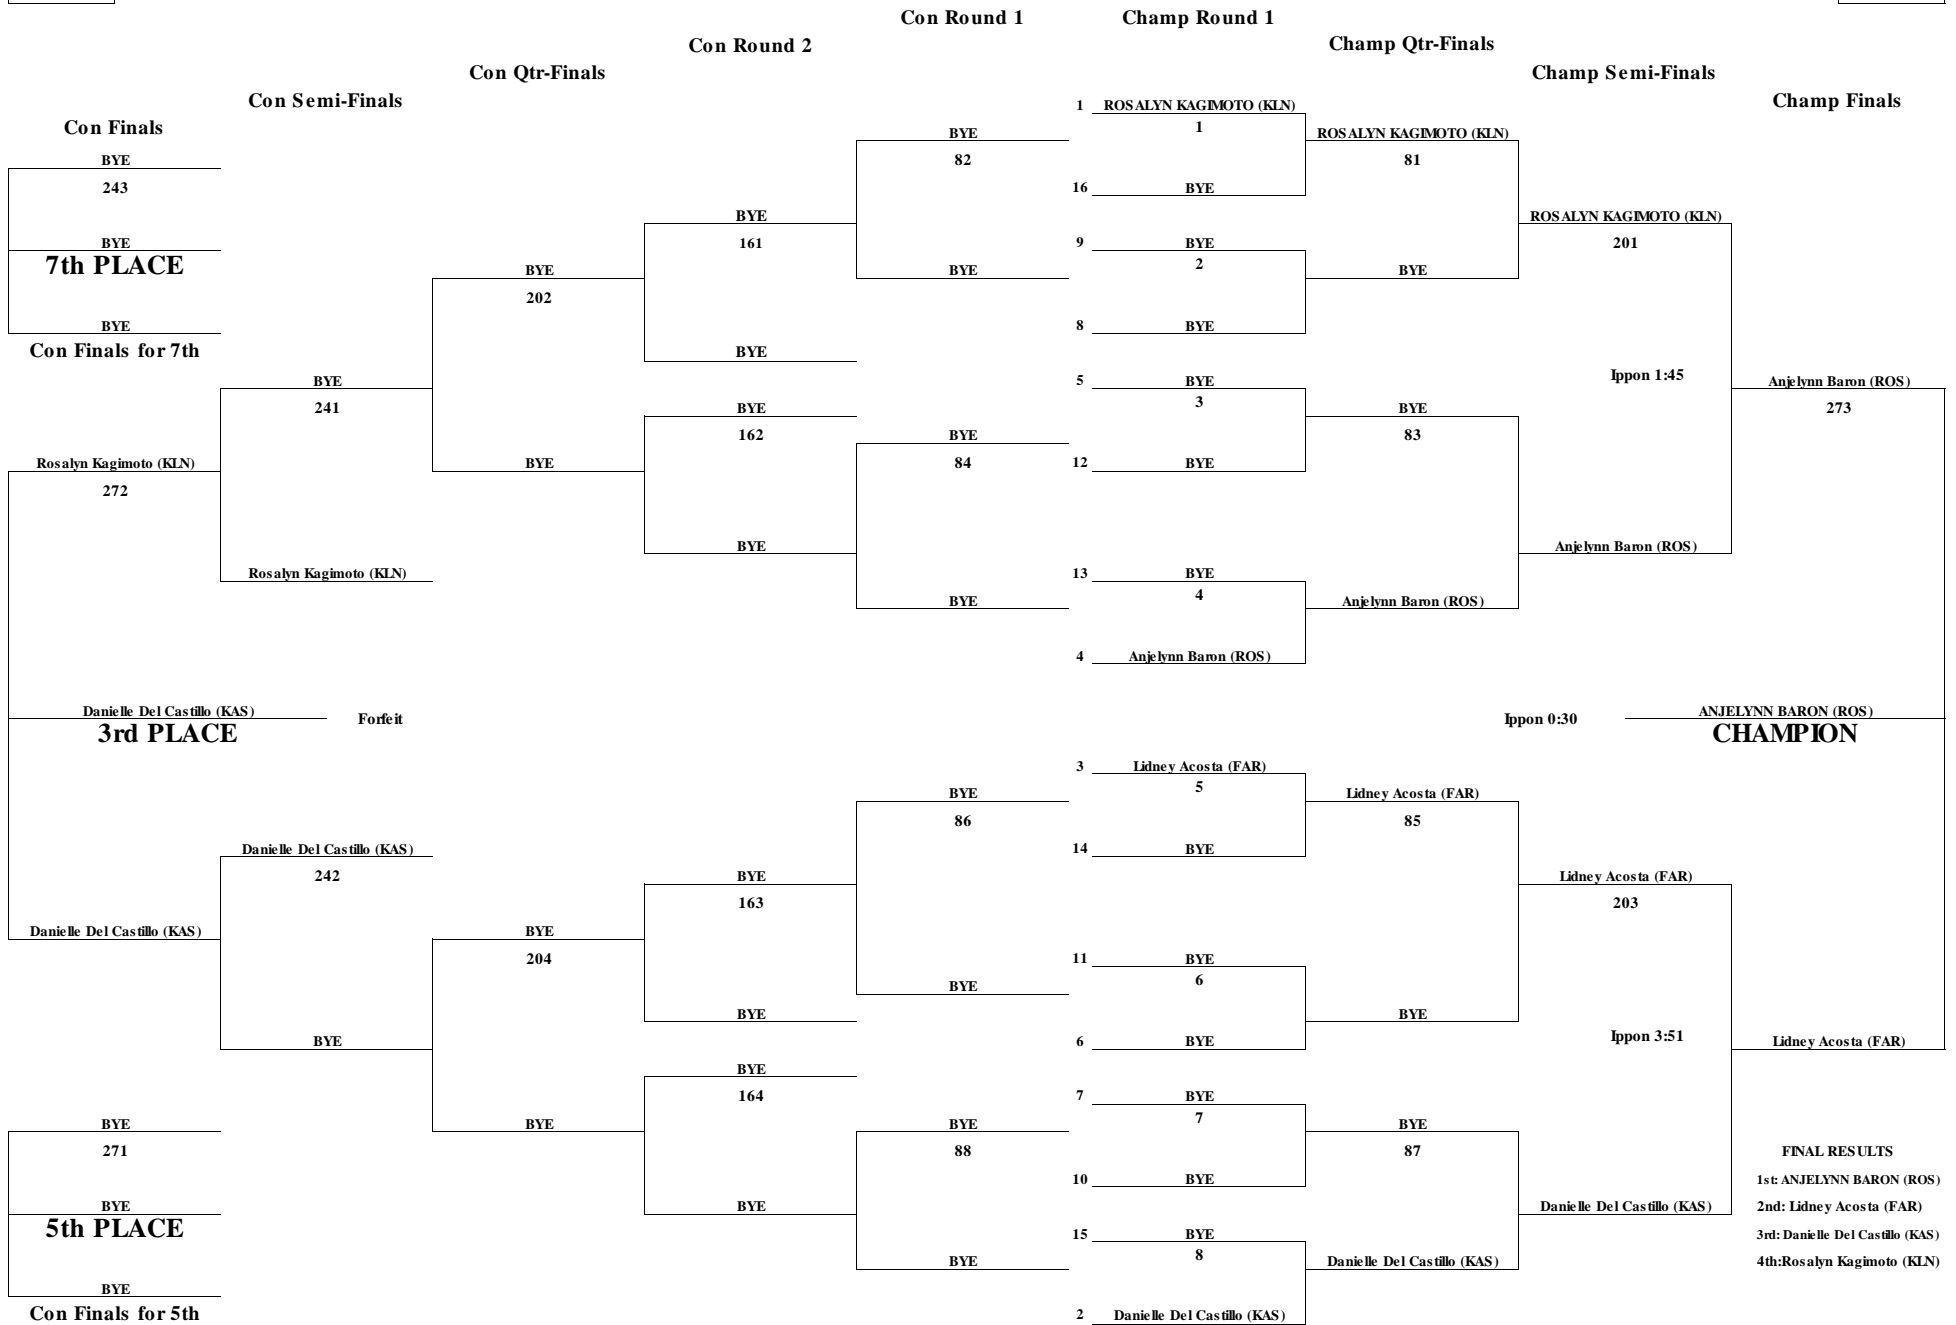 Con Round 1 Champ Round 1
Con Round 2 Champ Qtr-Finals
Con Qtr-Finals Champ Semi-Finals
Con Semi-Finals Champ Finals
1 ROSALYN KAGIMOTO (KLN)
Con Finals
1
BYE ROSALYN KAGIMOTO (KLN)
BYE 82 81
243 16 BYE
BYE ROSALYN KAGIMOTO (KLN)
BYE 161 9 BYE 201
7th PLACE 2
BYE BYE BYE
202
BYE 8 BYE
Con Finals for 7th BYE
Ippon 1:45
BYE 5 BYE Anjelynn Baron (ROS)
241 BYE 3 BYE 273
162 BYE 83
Rosalyn Kagimoto (KLN) BYE 84 12 BYE
272
BYE Anjelynn Baron (ROS)
Rosalyn Kagimoto (KLN) 13 BYE
4
BYE Anjelynn Baron (ROS)
4 Anjelynn Baron (ROS)
Danielle Del Castillo (KAS) Forfeit Ippon 0:30 ANJELYNN BARON (ROS)
3rd PLACE CHAMPION
3 Lidney Acosta (FAR)
5
BYE Lidney Acosta (FAR)
86 85
Danielle Del Castillo (KAS) 14 BYE
242 BYE Lidney Acosta (FAR)
163 203
Danielle Del Castillo (KAS) BYE
204 11 BYE
6
BYE
BYE BYE
BYE 6 BYE Ippon 3:51 Lidney Acosta (FAR)
BYE
164 7 BYE
7
BYE BYE BYE BYE
271 88 87 FINAL RESULTS
10 BYE 1st: ANJELYNN BARON (ROS)
BYE BYE Danielle Del Castillo (KAS) 2nd: Lidney Acosta (FAR)
5th PLACE 15 BYE 3rd: Danielle Del Castillo (KAS)
8
BYE Danielle Del Castillo (KAS) 4th:Rosalyn Kagimoto (KLN)
BYE
Con Finals for 5th 2 Danielle Del Castillo (KAS)